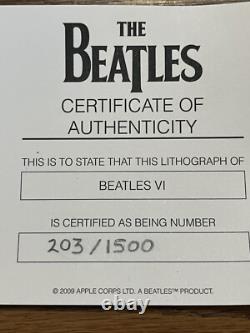 THE
BEATLES
CERTIFICATE OF
AUTHENTICITY
THIS IS TO STATE THAT THIS LITHOGRAPH OF
BEATLES VI
IS CERTIFIED AS BEING NUMBER
203/1500
© 2009 APPLE CORPS LTD. A BEATLES™ PRODUCT.